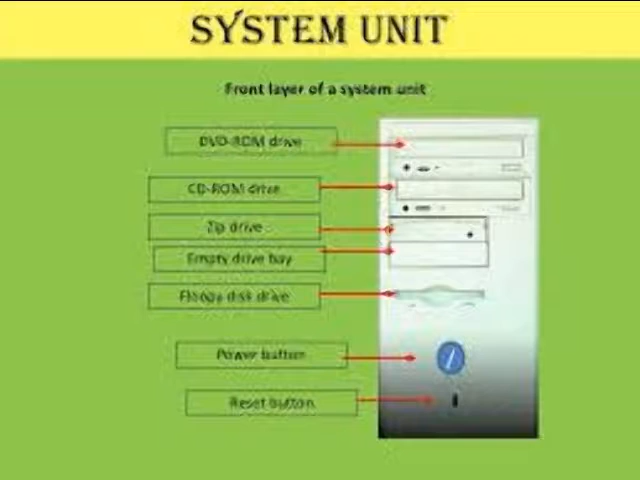 SYSTEM UNIT
Front layer of a system unit
DVD-ROM drive
CD-ROM drive
Zip drive
Empty drive bay
Floppy disk drive
Power button
Reset button